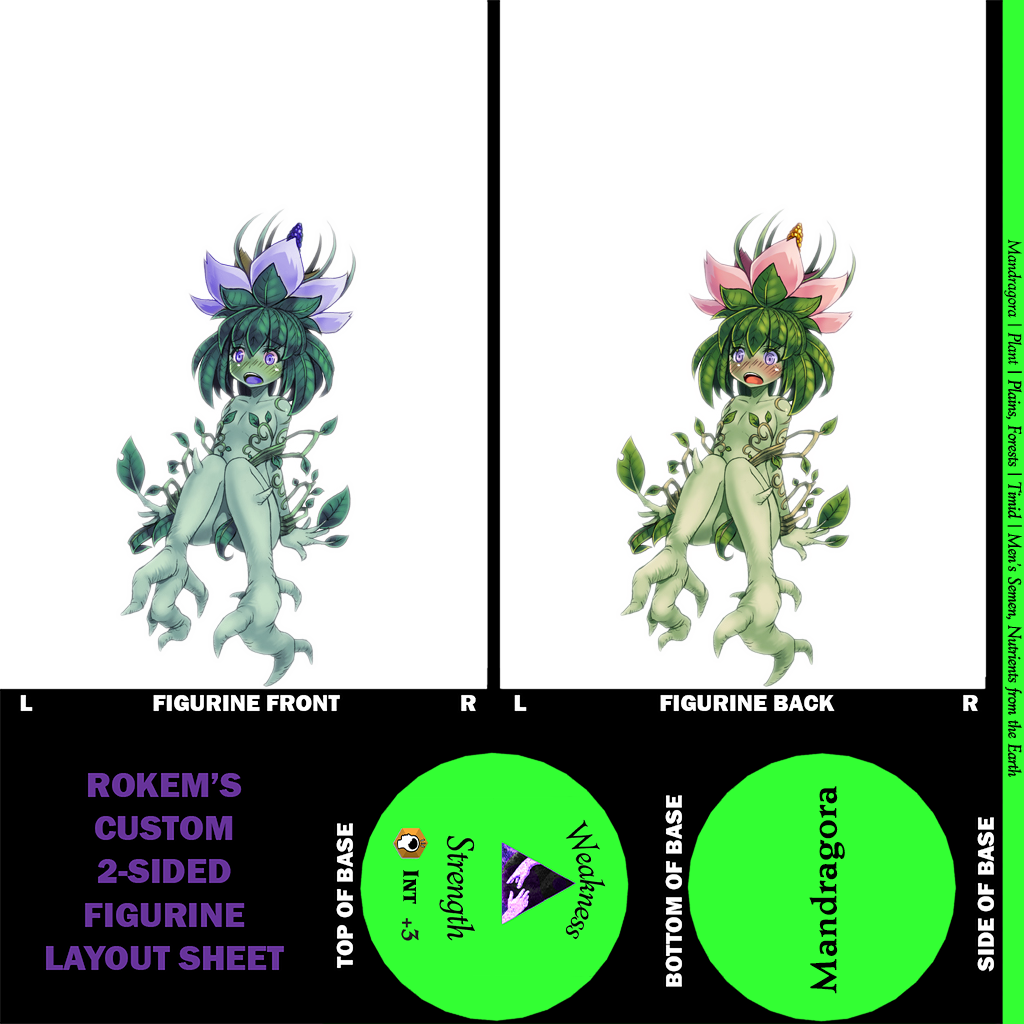 L
FIGURINE FRONT
R
L
FIGURINE BACK
R
ROKEM'S
CUSTOM
2-SIDED
FIGURINE
LAYOUT SHEET
TOP OF BASE
INT +3
Strength
Weakness
BOTTOM OF BASE
Mandragora
SIDE OF BASE
Mandragora | Plant | Plains, Forests | Timid | Men's Semen, Nutrients from the Earth